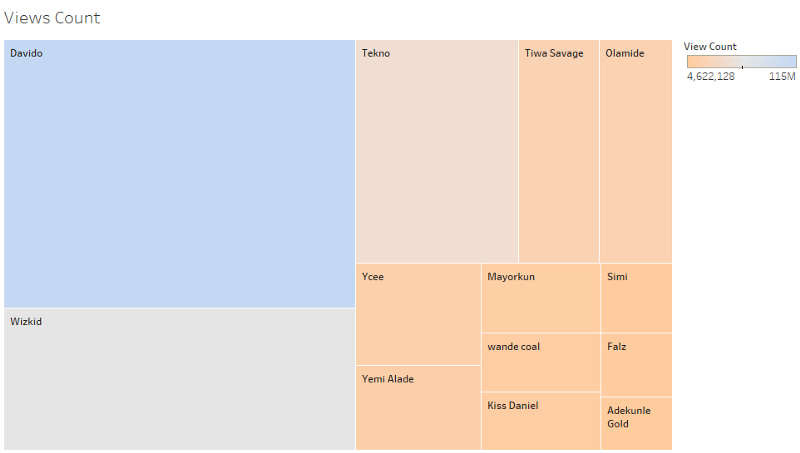 Views Count
Davido
Tekno
Tiwa Savage
Olamide
View Count
4,622,128
115M
Ycee
Mayorkun
Simi
Wizkid
wande coal
Falz
Yemi Alade
Kiss Daniel
Adekunle
Gold